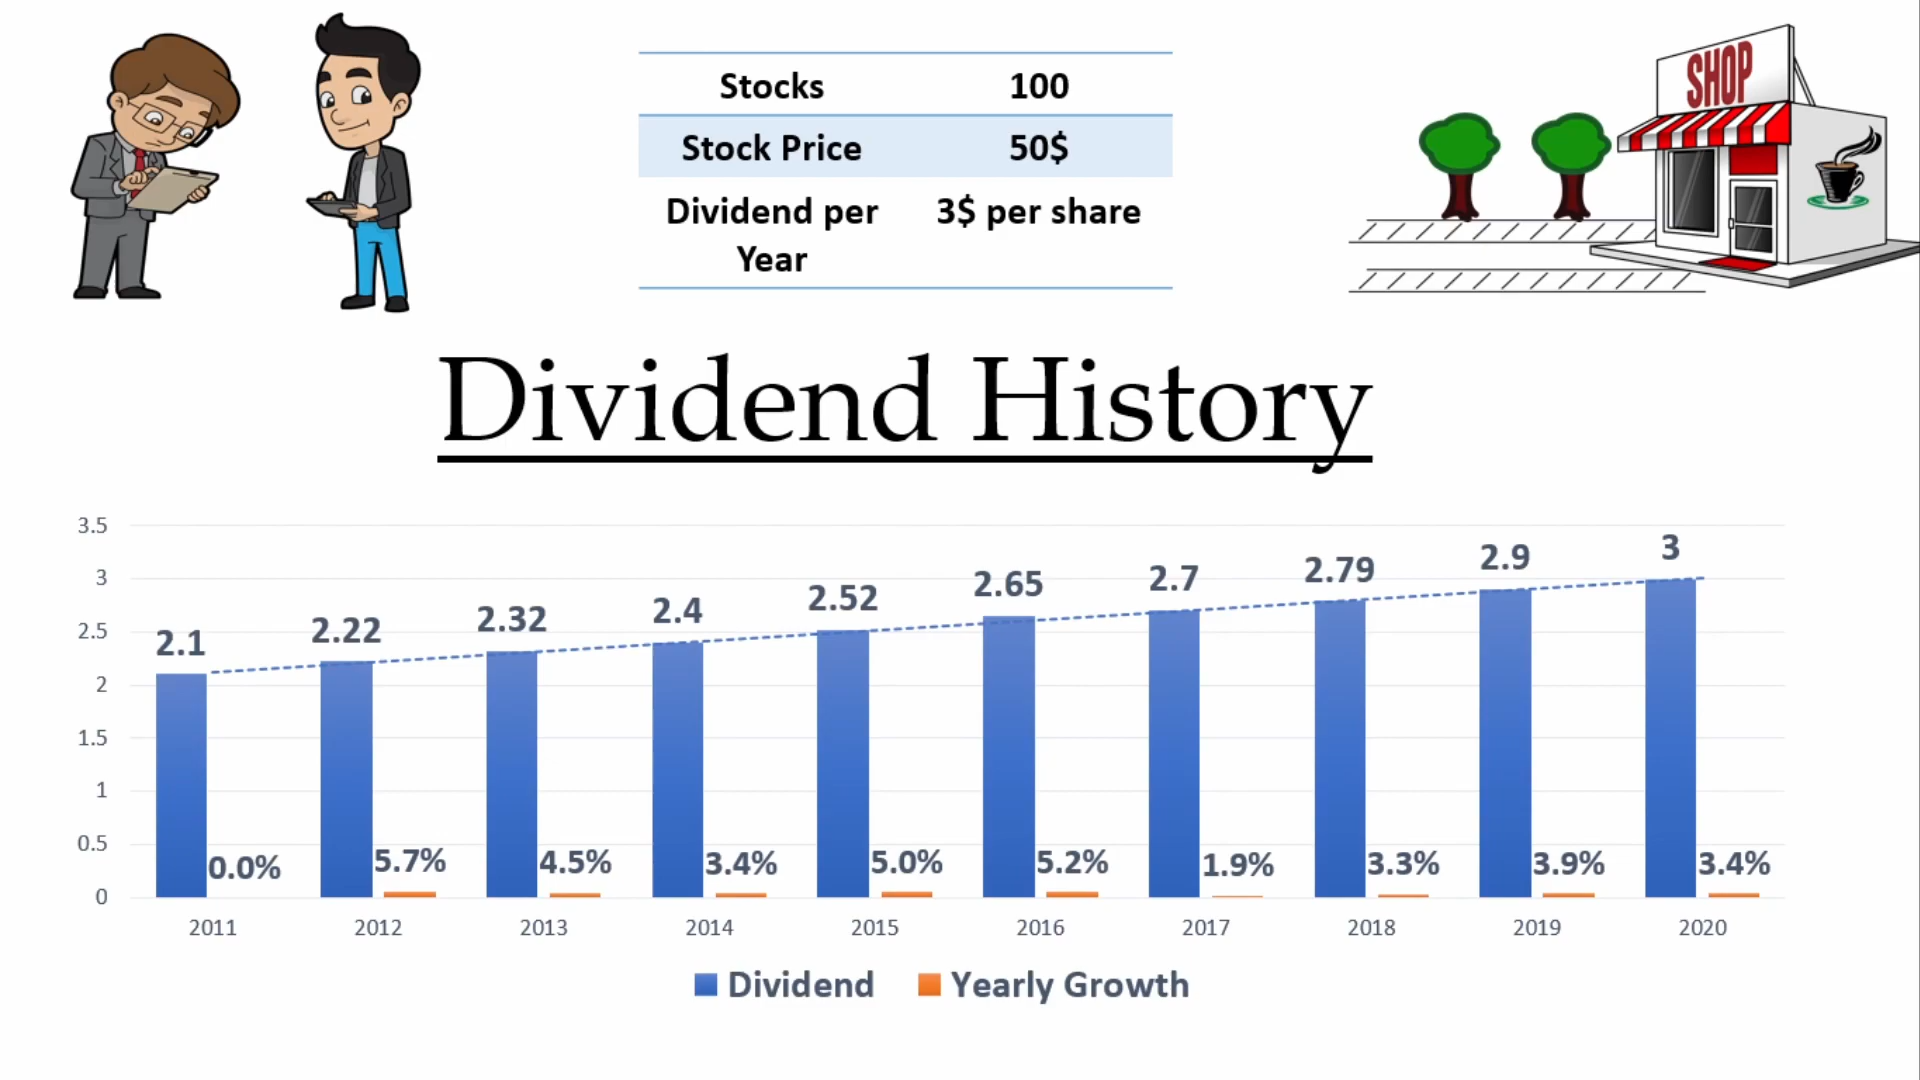 Stocks 100
SHOP
Stock Price 50$
Dividend per 3$ per share
Year
Dividend History
3.5
3
2.5
2
1.5
1
0.5
0
2.1 2.22 2.32 2.4 2.52 2.65 2.7 2.79 2.9 3
0.0% 5.7% 4.5% 3.4% 5.0% 5.2% 1.9% 3.3% 3.9% 3.4%
2011 2012 2013 2014 2015 2016 2017 2018 2019 2020
Dividend Yearly Growth